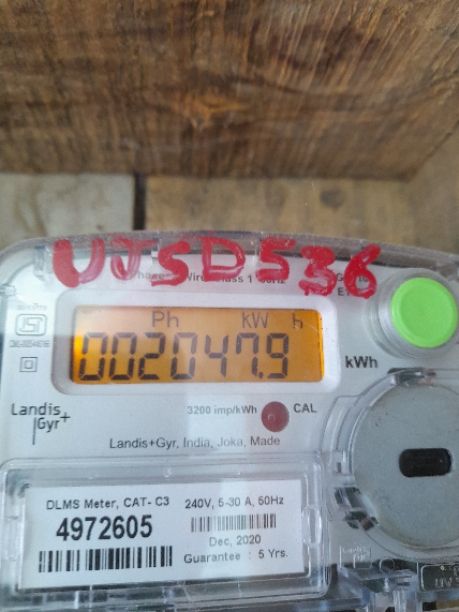 UJSD536
Ph kW h
002047.9
kWh
Landis
Gyr+
3200 imp/kWh
CAL
Landis+Gyr, India, Joka, Made
DLMS Meter, CAT- C3
240V, 5-30 A, 50Hz
4972605
Dec, 2020
Guarantee : 5 Yrs.